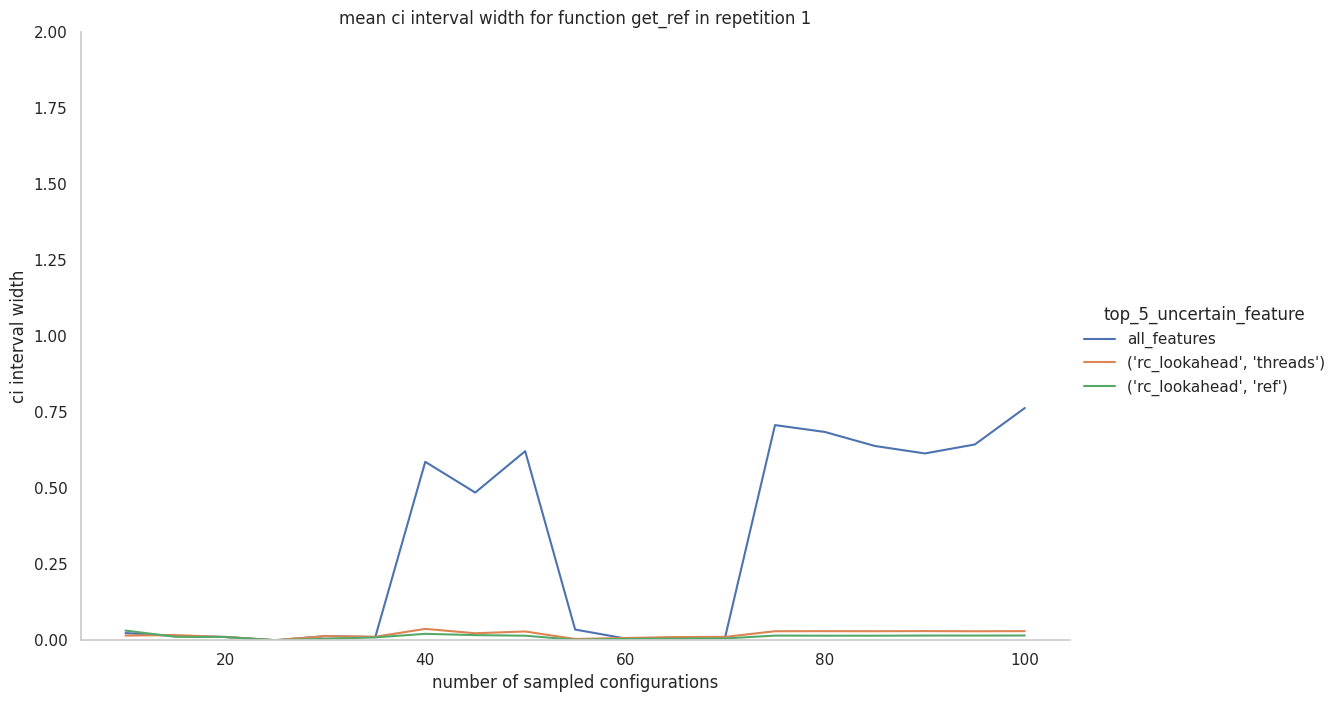 mean ci interval width for function get_ref in repetition 1
2.00
1.75
1.50
1.25
1.00
0.75
0.50
0.25
0.00
ci interval width
20
40
60
80
100
number of sampled configurations
top_5_uncertain_feature
all_features
('rc_lookahead', 'threads')
('rc_lookahead', 'ref')